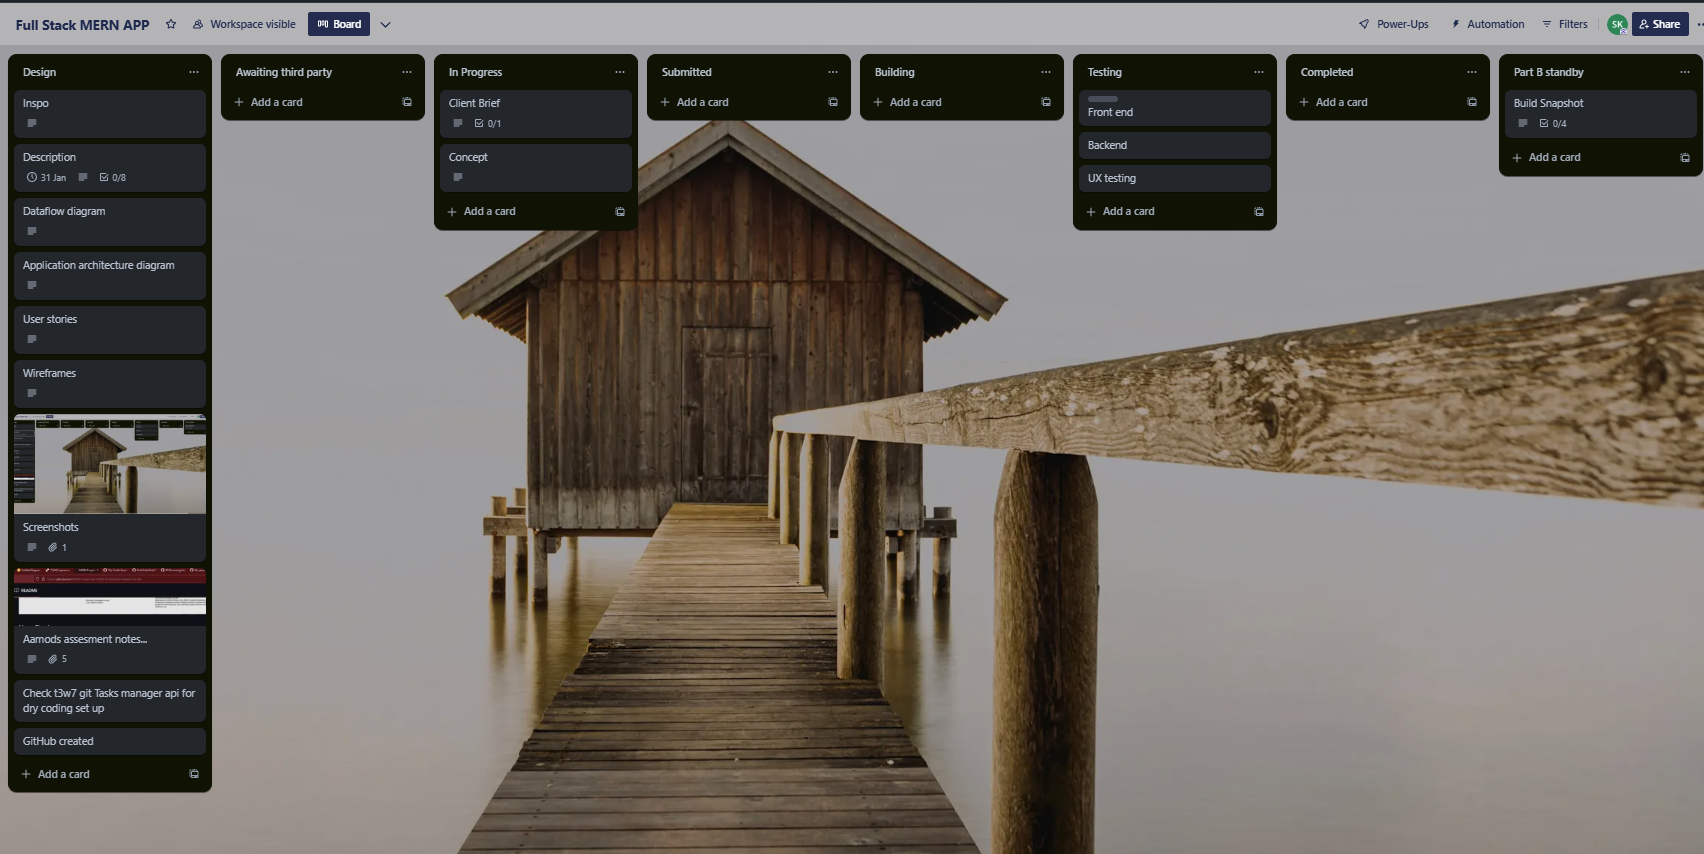 Full Stack MERN APP
Workspace visible
Board
Power-Ups
Automation
Filters
SK
Share
Design
Inspo
Description
31 Jan
0/8
Dataflow diagram
Application architecture diagram
User stories
Wireframes
Screenshots
1
README
Aamods assesment notes...
5
Check t3w7 git Tasks manager api for
dry coding set up
GitHub created
Add a card
Awaiting third party
Add a card
In Progress
Client Brief
0/1
Concept
Add a card
Submitted
Add a card
Building
Add a card
Testing
Front end
Backend
UX testing
Add a card
Completed
Add a card
Part B standby
Build Snapshot
0/4
Add a card